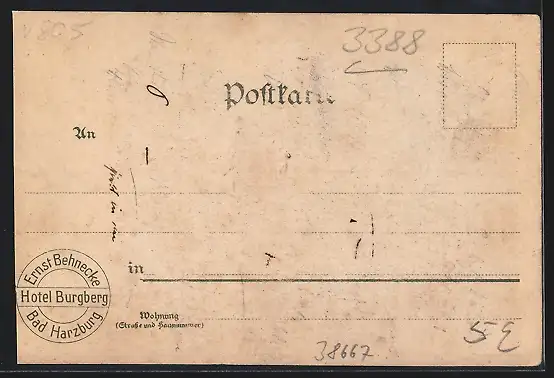 3388
Postkarte
An
in
Ernst Behnecke
Hotel Burgberg
Bad Harzburg
Wohnung
(Straße und Hausnummer)
38667
5E